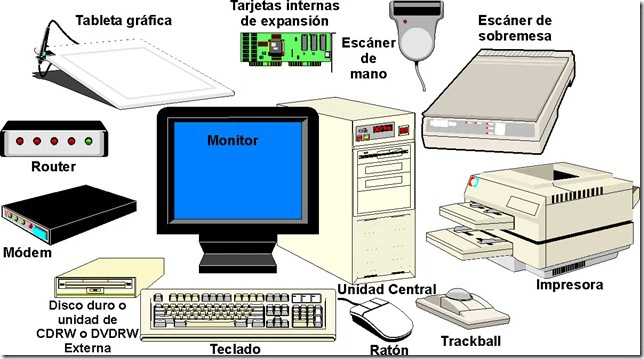 Tableta gráfica
Tarjetas internas
de expansión
Escáner
de
mano
Escáner de
sobremesa
Router
Monitor
Módem
Unidad Central
Impresora
Disco duro o
unidad de
CDRW o DVDRW
Externa
Teclado
Ratón
Trackball